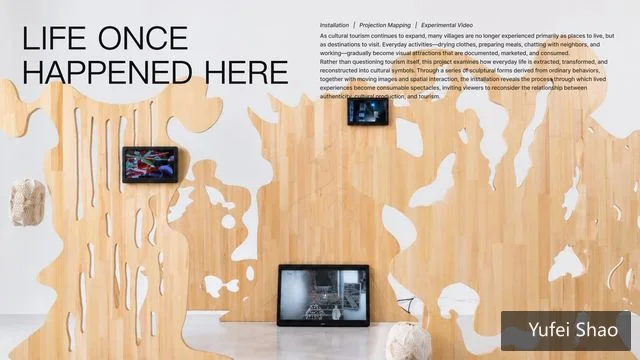 LIFE ONCE
HAPPENED HERE
Installation | Projection Mapping | Experimental Video
As cultural tourism continues to expand, many villages are no longer experienced primarily as places to live, but
as destinations to visit. Everyday activities—drying clothes, preparing meals, chatting with neighbors, and
working—gradually become visual attractions that are documented, marketed, and consumed.
Rather than questioning tourism itself, this project examines how everyday life is extracted, transformed, and
reconstructed into cultural symbols. Through a series of sculptural forms derived from ordinary behaviors,
together with moving images and spatial interaction, the installation reveals the process through which lived
experiences become consumable spectacles, inviting viewers to reconsider the relationship between
authenticity, cultural production, and tourism.
Yufei Shao